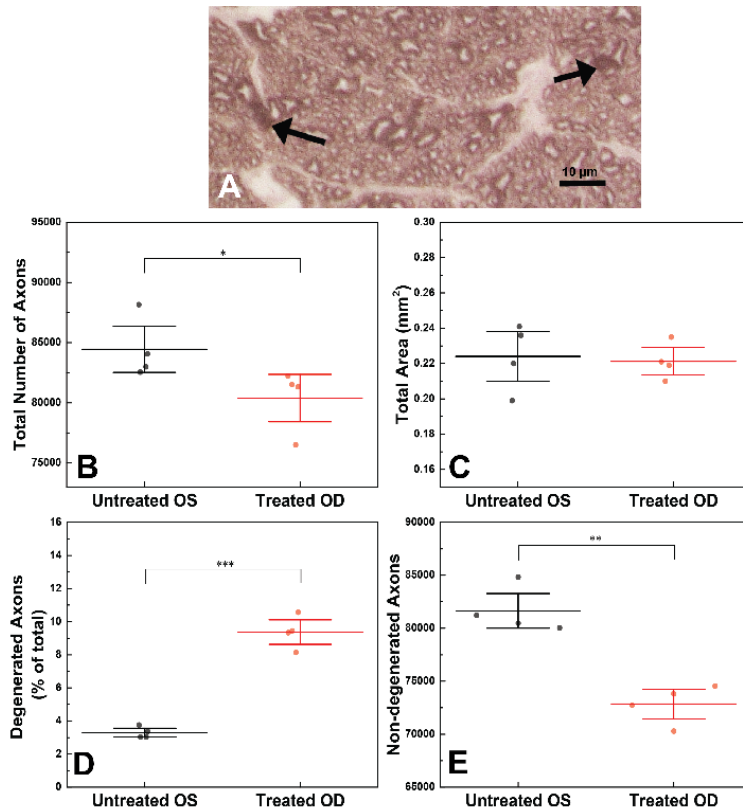 A
10 µm
95000
90000
85000
80000
75000
Total Number of Axons
*
B
Untreated OS
Treated OD
0.30
0.28
0.26
0.24
0.22
0.20
0.18
0.16
Total Area (mm²)
C
Untreated OS
Treated OD
16
14
12
10
8
6
4
2
0
Degenerated Axons
(% of total)
***
D
Untreated OS
Treated OD
90000
85000
80000
75000
70000
65000
Non-degenerated Axons
**
E
Untreated OS
Treated OD